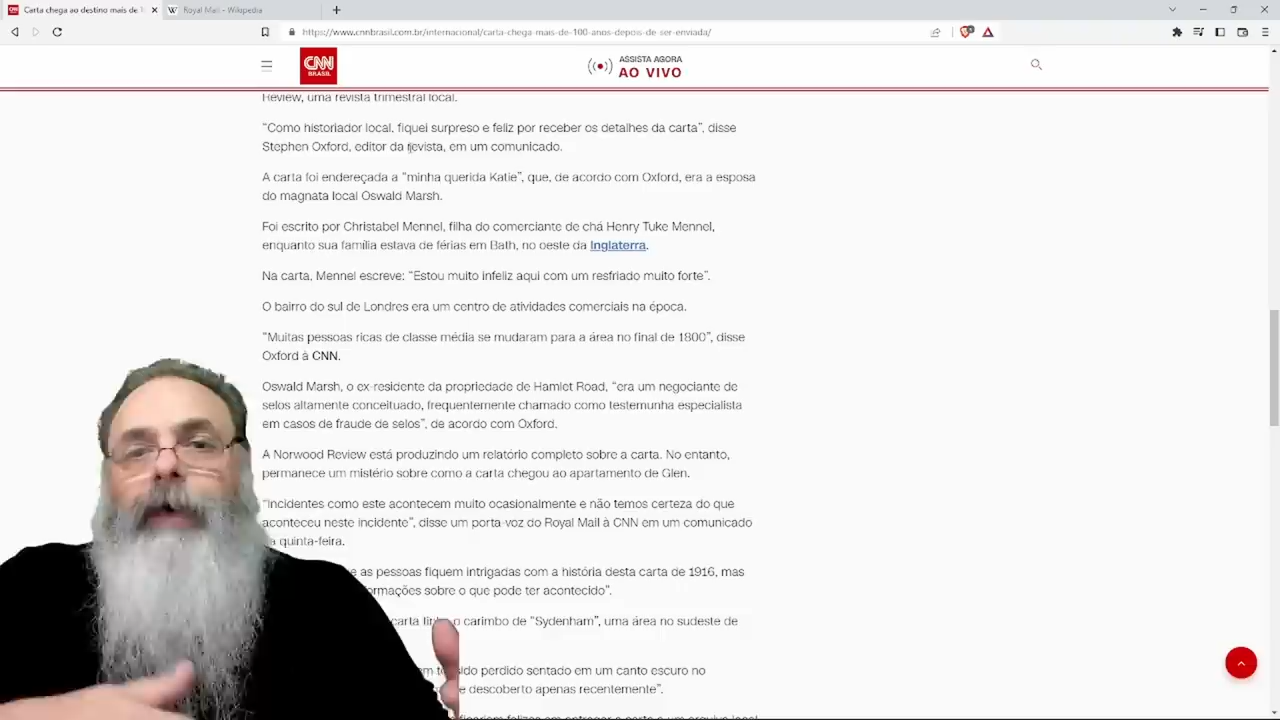 Carta chega ao destino mais de 1
Royal Mail - Wikipedia
https://www.cnnbrasil.com.br/internacional/carta-chega-mais-de-100-anos-depois-de-ser-enviada/
CNN
BRASIL
ASSISTA AGORA
AO VIVO
Review, uma revista trimestral local.
“Como historiador local, fiquei surpreso e feliz por receber os detalhes da carta”, disse
Stephen Oxford, editor da revista, em um comunicado.
A carta foi endereçada a “minha querida Katie”, que, de acordo com Oxford, era a esposa
do magnata local Oswald Marsh.
Foi escrito por Christabel Mennel, filha do comerciante de chá Henry Tuke Mennel,
enquanto sua família estava de férias em Bath, no oeste da Inglaterra.
Na carta, Mennel escreve: “Estou muito infeliz aqui com um resfriado muito forte”.
O bairro do sul de Londres era um centro de atividades comerciais na época.
“Muitas pessoas ricas de classe média se mudaram para a área no final de 1800”, disse
Oxford à CNN.
Oswald Marsh, o ex-residente da propriedade de Hamlet Road, “era um negociante de
selos altamente conceituado, frequentemente chamado como testemunha especialista
em casos de fraude de selos”, de acordo com Oxford.
A Norwood Review está produzindo um relatório completo sobre a carta. No entanto,
permanece um mistério sobre como a carta chegou ao apartamento de Glen.
“Incidentes como este acontecem muito ocasionalmente e não temos certeza do que
aconteceu neste incidente”, disse um porta-voz do Royal Mail à CNN em um comunicado
quinta-feira.
as pessoas fiquem intrigadas com a história desta carta de 1916, mas
sobre o que pode ter acontecido”.
carta tinha o carimbo de “Sydenham”, uma área no sudeste de
perdido sentado em um canto escuro no
descoberto apenas recentemente”.
ficariam felizes em entregar a carta a um arquivo local